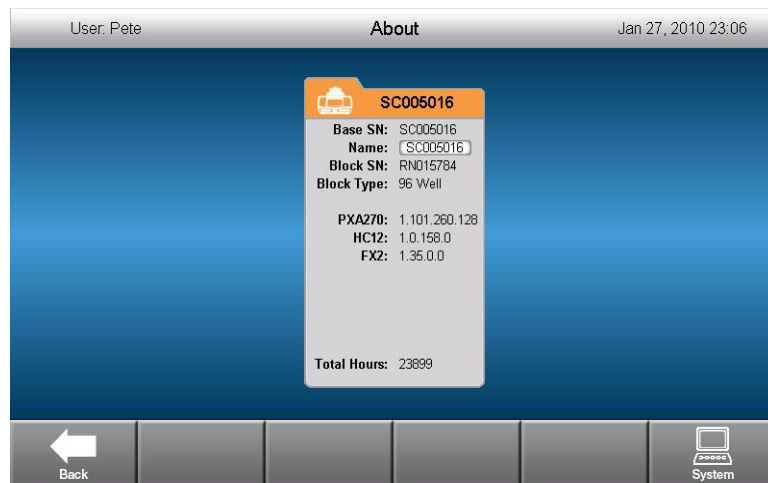 User: Pete About Jan 27, 2010 23:06
SC005016
Base SN: SC005016
Name: SC005016
Block SN: RN015784
Block Type: 96 Well
PXA270: 1.101.260.128
HC12: 1.0.158.0
FX2: 1.35.0.0
Total Hours: 23899
Back System